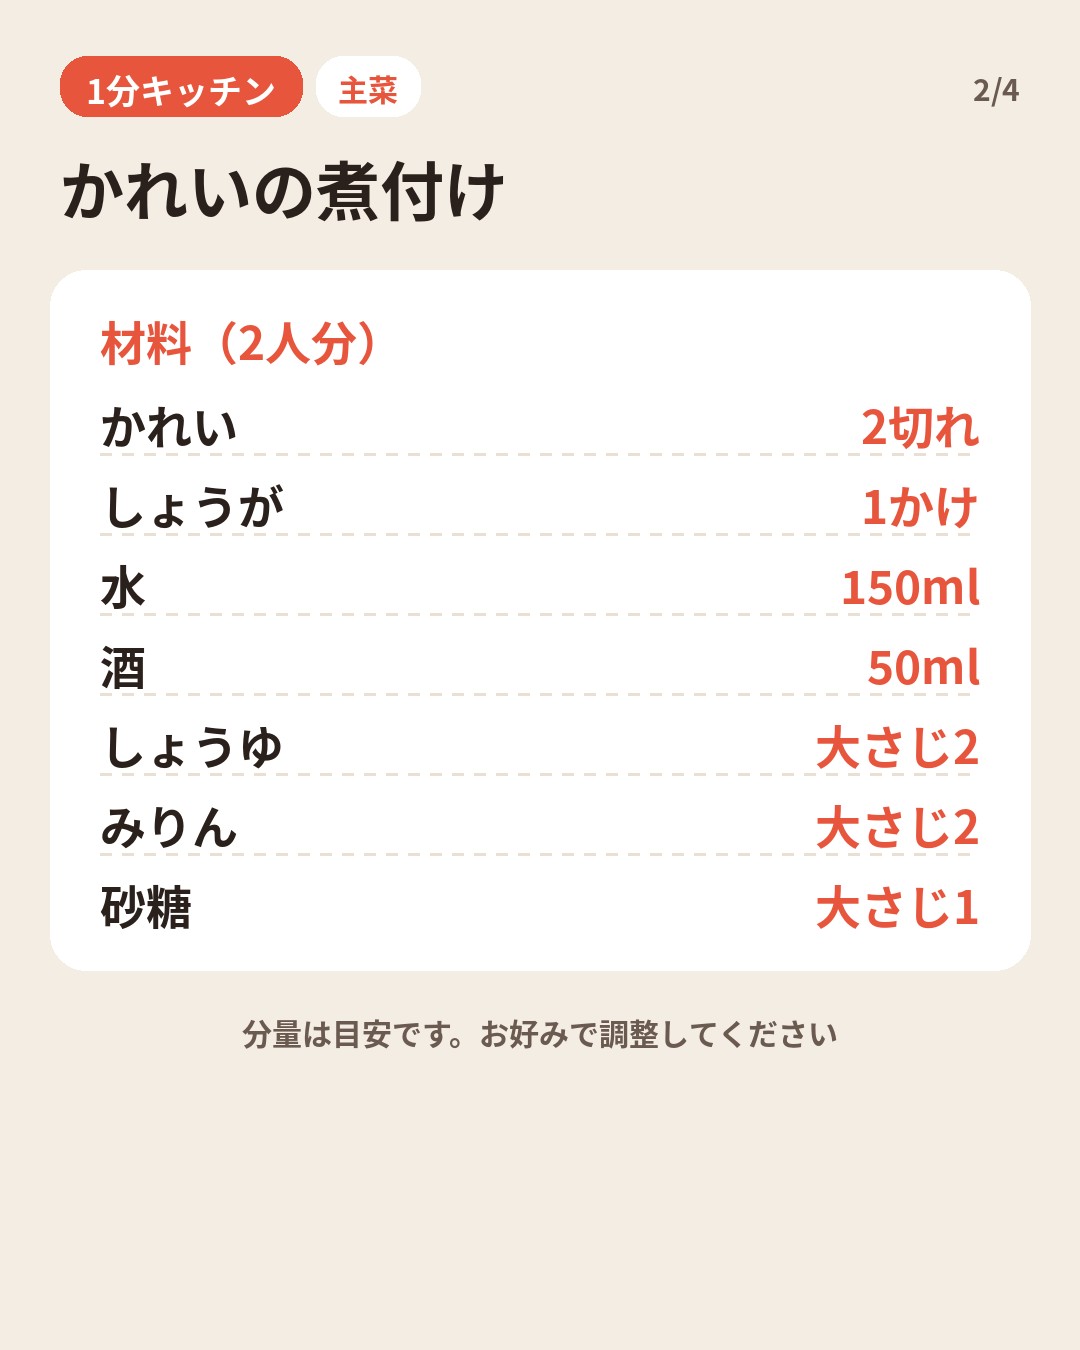 1分キッチン 主菜 2/4
かれいの煮付け
材料（2人分）
かれい 2切れ
しょうが 1かけ
水 150ml
酒 50ml
しょうゆ 大さじ2
みりん 大さじ2
砂糖 大さじ1
分量は目安です。お好みで調整してください